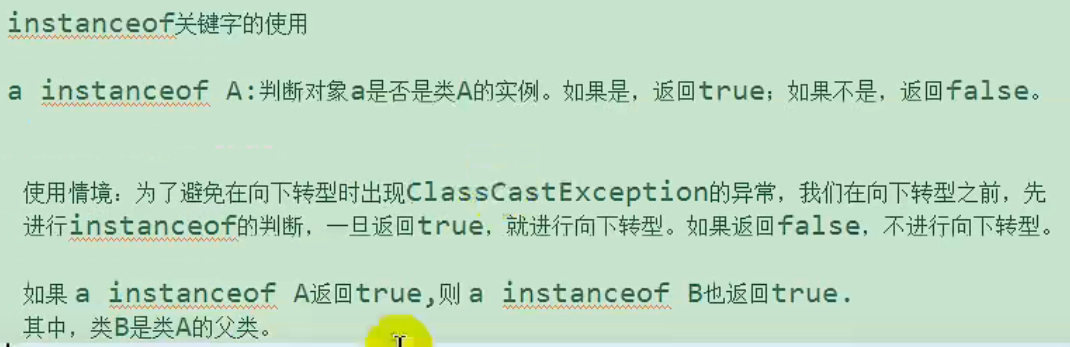 instanceof关键字的使用
a instanceof A:判断对象a是否是类A的实例。如果是，返回true；如果不是，返回false。
使用情境：为了避免在向下转型时出现ClassCastException的异常，我们在向下转型之前，先
进行instanceof的判断，一旦返回true，就进行向下转型。如果返回false，不进行向下转型。
如果 a instanceof A返回true,则 a instanceof B也返回true.
其中，类B是类A的父类。